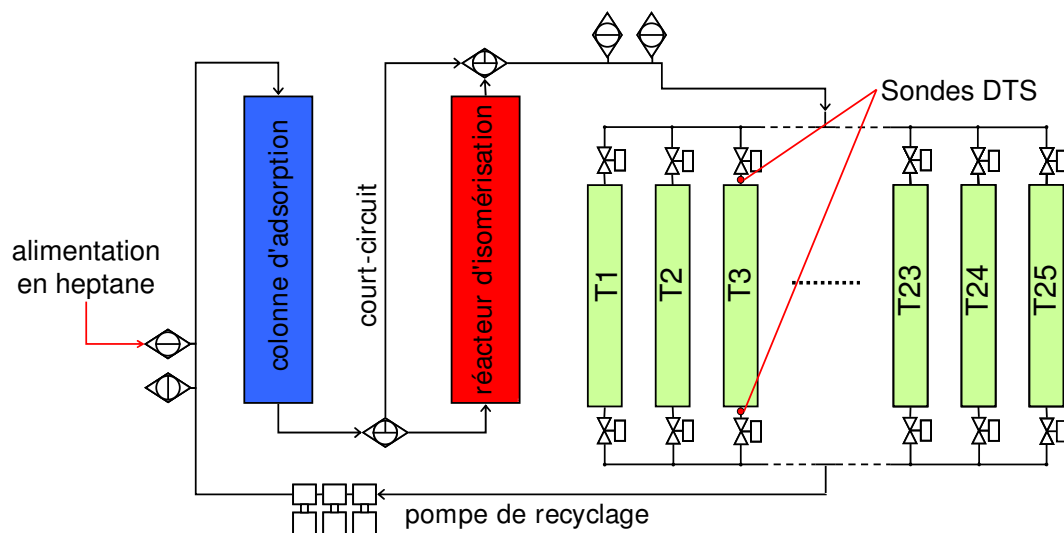 Sondes DTS
colonne d'adsorption
réacteur d'isomérisation
court-circuit
alimentation
en heptane
T1
T2
T3
T23
T24
T25
pompe de recyclage